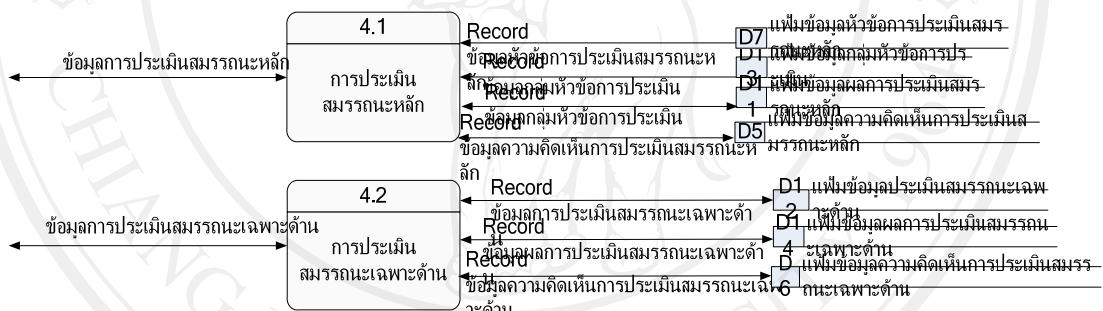 4.1
การประเมิน
สมรรถนะหลัก
ข้อมูลการประเมินสมรรถนะหลัก
Record
ข้อมูลหัวข้อการประเมินสมรรถนะห
ลัก
Record
ข้อมูลกลุ่มหัวข้อการประเมิน
Record
ข้อมูลกลุ่มหัวข้อการประเมิน
Record
ข้อมูลความคิดเห็นการประเมินสมรรถนะห
ลัก
D7
แฟ้มข้อมูลหัวข้อการประเมินสมร
รถนะหลัก
D1
3
แฟ้มข้อมูลกลุ่มหัวข้อการปร
ะเมิน
D1
1
แฟ้มข้อมูลผลการประเมินสมร
รถนะหลัก
D5
แฟ้มข้อมูลความคิดเห็นการประเมินส
มรรถนะหลัก
4.2
การประเมิน
สมรรถนะเฉพาะด้าน
ข้อมูลการประเมินสมรรถนะเฉพาะด้าน
Record
ข้อมูลการประเมินสมรรถนะเฉพาะด้า
น
Record
ข้อมูลผลการประเมินสมรรถนะเฉพาะด้า
น
Record
ข้อมูลความคิดเห็นการประเมินสมรรถนะเฉพ
าะด้าน
D1
2
แฟ้มข้อมูลประเมินสมรรถนะเฉพ
าะด้าน
D1
4
แฟ้มข้อมูลผลการประเมินสมรรถน
ะเฉพาะด้าน
D
6
แฟ้มข้อมูลความคิดเห็นการประเมินสมรร
ถนะเฉพาะด้าน